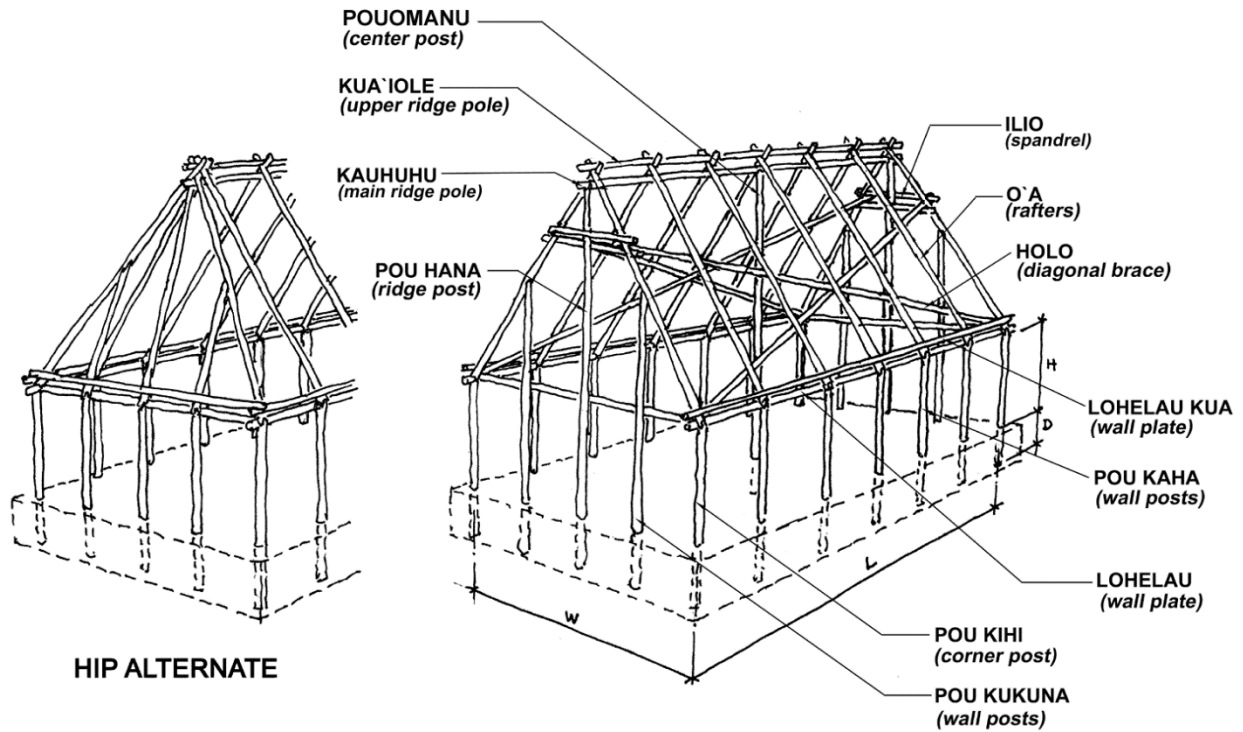 POUOMANU
(center post)
KUA`IOLE
(upper ridge pole)
KAUHUHU
(main ridge pole)
POU HANA
(ridge post)
ILIO
(spandrel)
O`A
(rafters)
HOLO
(diagonal brace)
H
D
LOHELAU KUA
(wall plate)
POU KAHA
(wall posts)
L
LOHELAU
(wall plate)
W
POU KIHI
(corner post)
POU KUKUNA
(wall posts)
HIP ALTERNATE